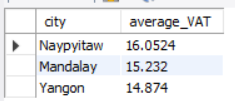 city average_VAT
Naypyitaw 16.0524
Mandalay 15.232
Yangon 14.874